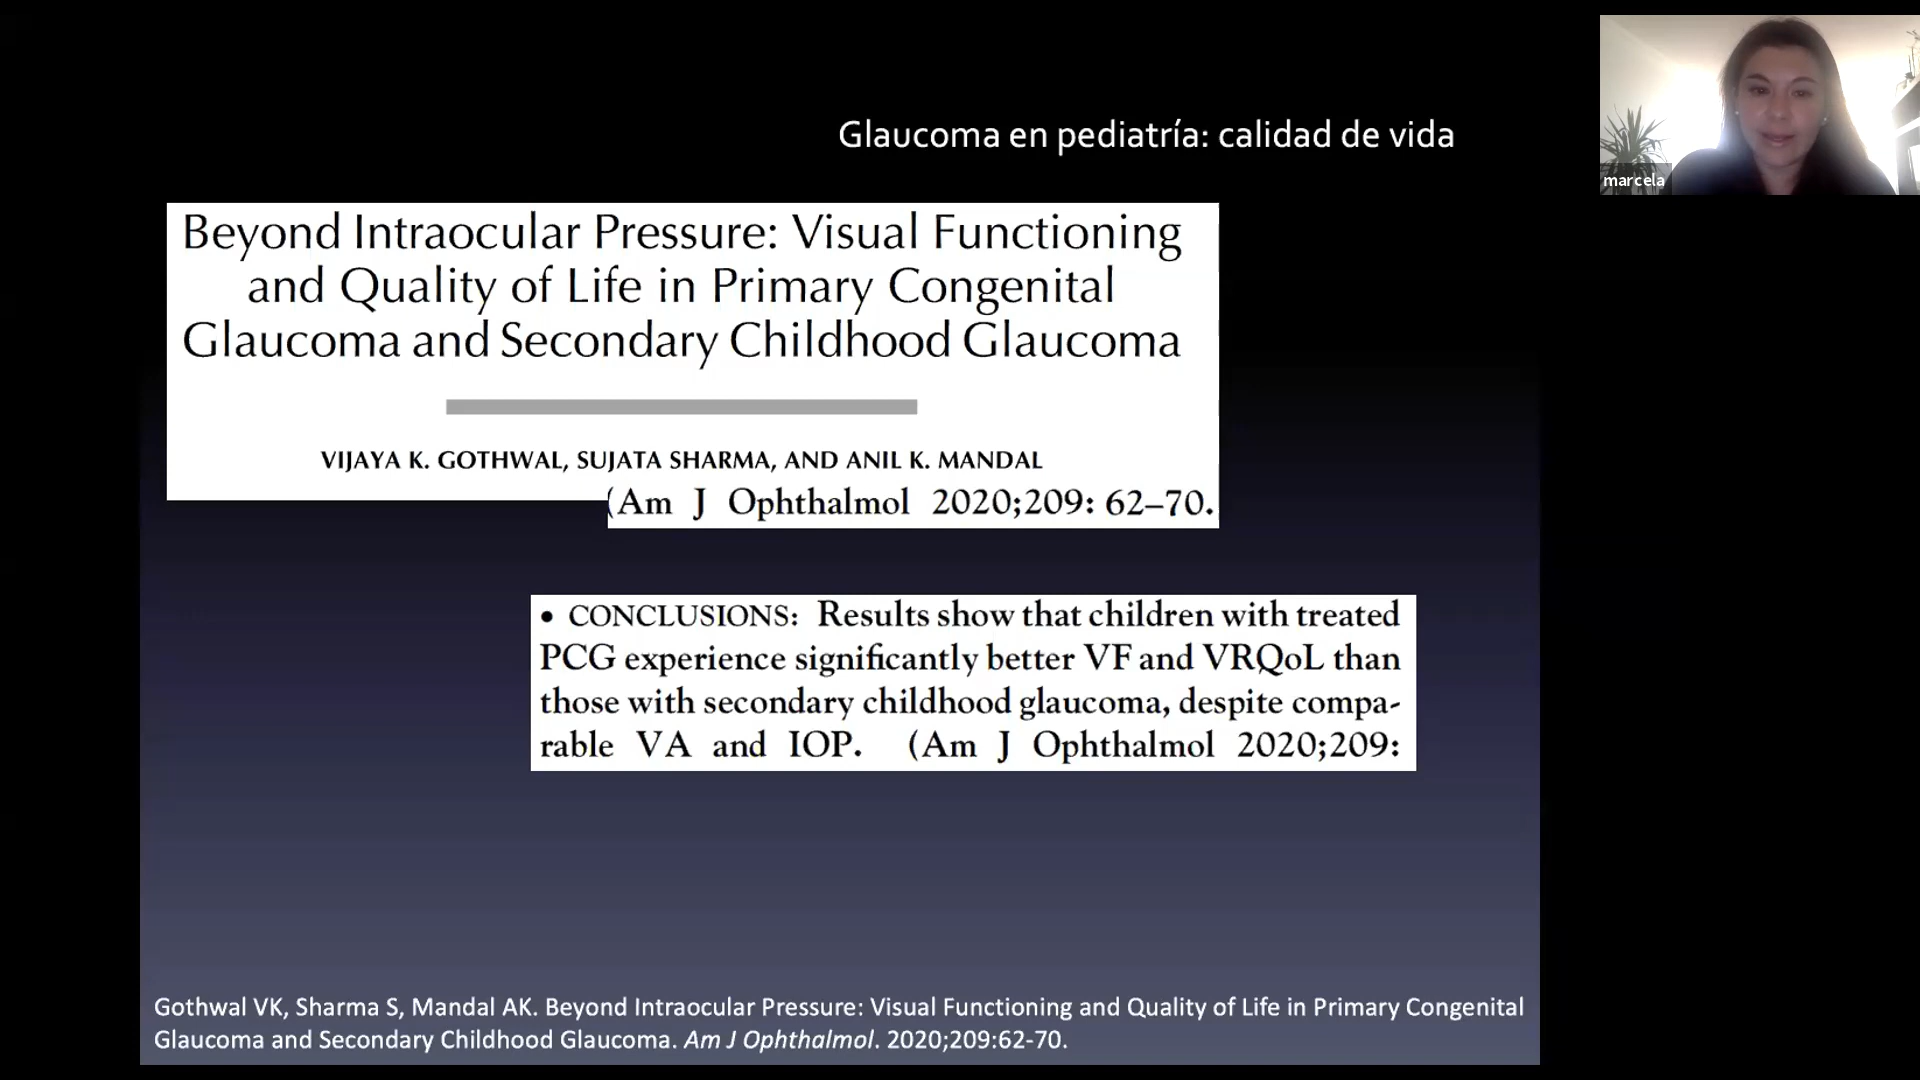 Glaucoma en pediatría: calidad de vida
marcela
Beyond Intraocular Pressure: Visual Functioning
and Quality of Life in Primary Congenital
Glaucoma and Secondary Childhood Glaucoma
VIJAYA K. GOTHWAL, SUJATA SHARMA, AND ANIL K. MANDAL
(Am J Ophthalmol 2020;209: 62–70.
• CONCLUSIONS: Results show that children with treated
PCG experience significantly better VF and VRQoL than
those with secondary childhood glaucoma, despite compa-
rable VA and IOP. (Am J Ophthalmol 2020;209:
Gothwal VK, Sharma S, Mandal AK. Beyond Intraocular Pressure: Visual Functioning and Quality of Life in Primary Congenital
Glaucoma and Secondary Childhood Glaucoma. Am J Ophthalmol. 2020;209:62-70.